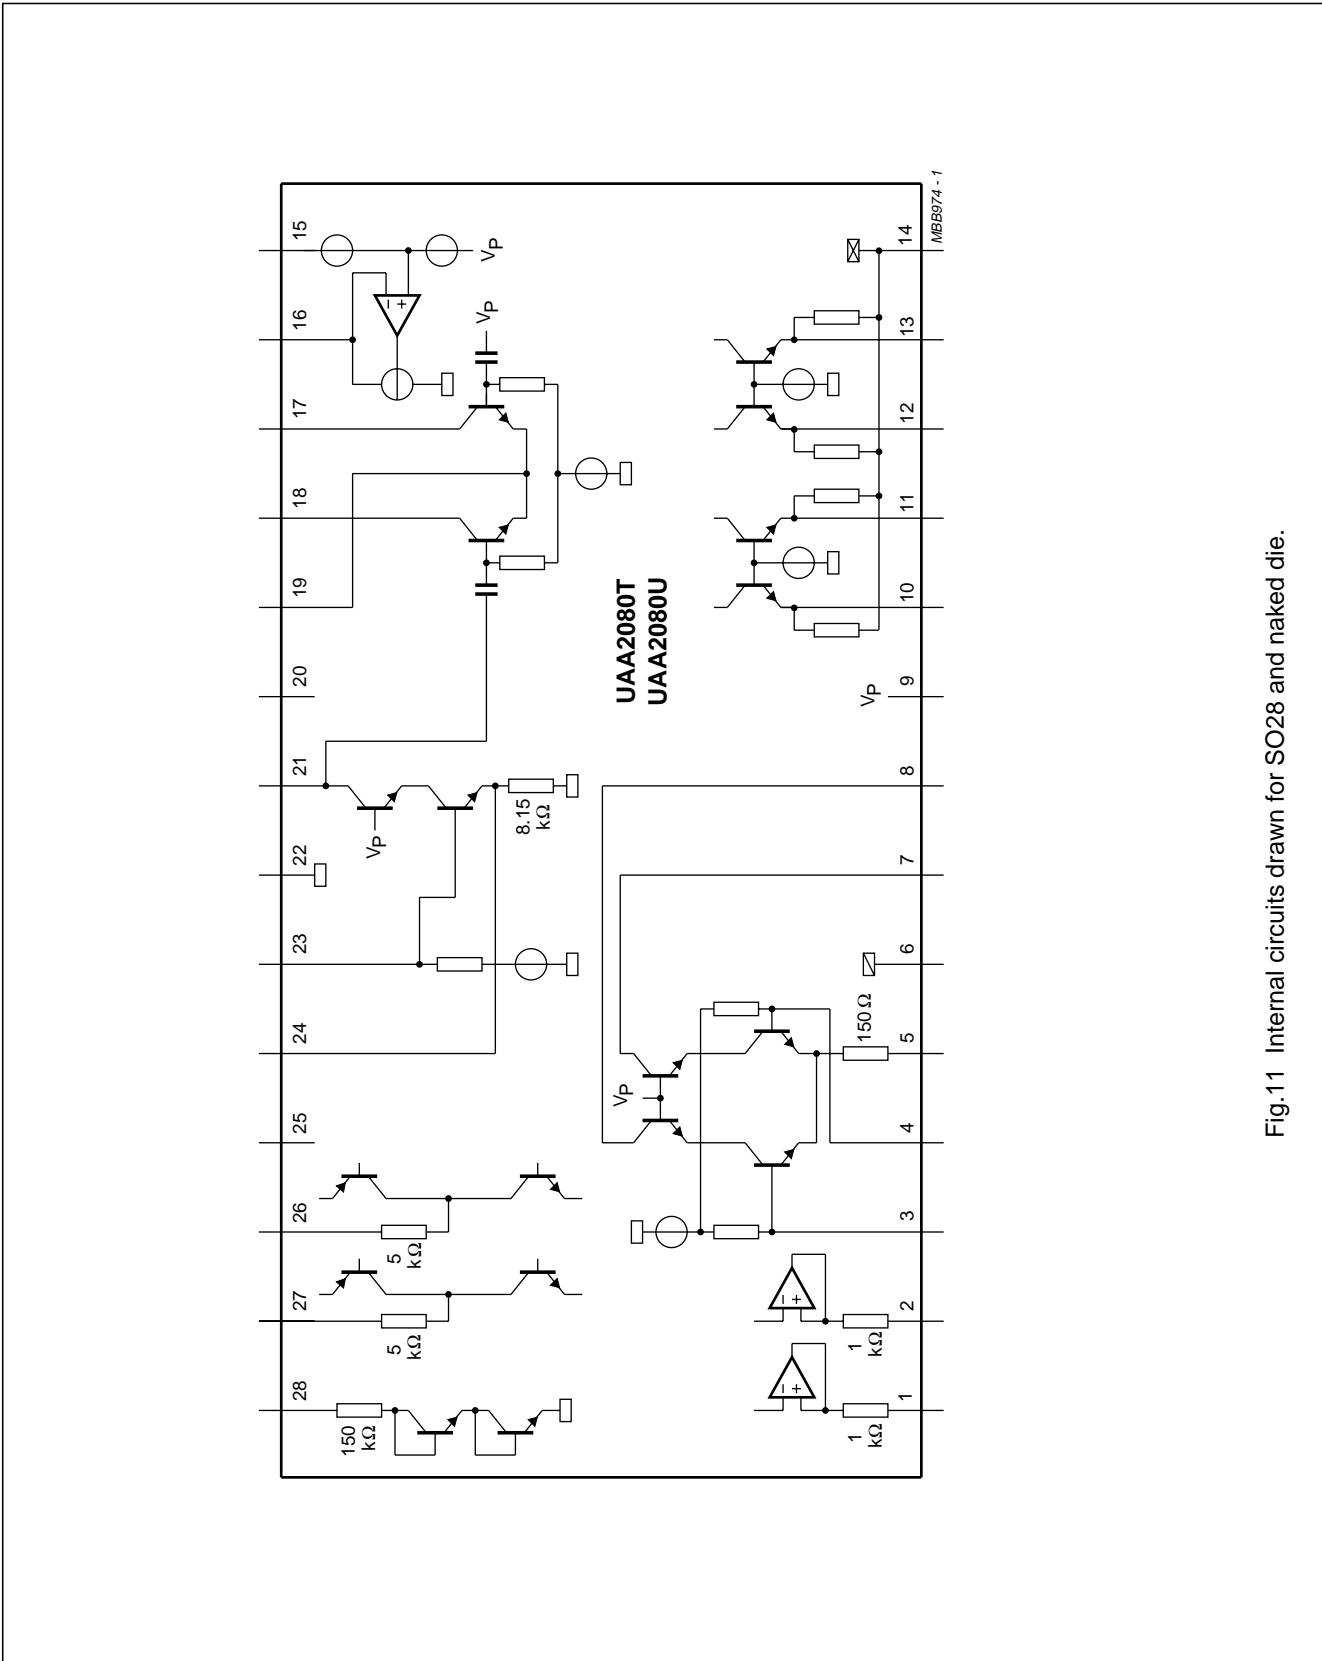 28
27
26
25
24
23
22
21
20
19
18
17
16
15
150
kΩ
5
kΩ
5
kΩ
VP
8.15
kΩ
VP
− +
VP
UAA2080T
UAA2080U
VP
− +
− +
1
kΩ
1
kΩ
150 Ω
VP
1
2
3
4
5
6
7
8
9
10
11
12
13
14
MBB974 - 1
Fig.11 Internal circuits drawn for SO28 and naked die.